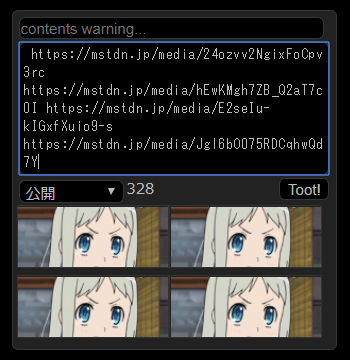 contents warning...
https://mstdn.jp/media/24ozvv2NgixFoCpv
3rc
https://mstdn.jp/media/hEwKMgh7ZB_Q2aT7c
OI https://mstdn.jp/media/E2seIu-
kIGxfXuio9-s
https://mstdn.jp/media/JgI6bOO75RDCqhwQd
7Y
公開 328 Toot!